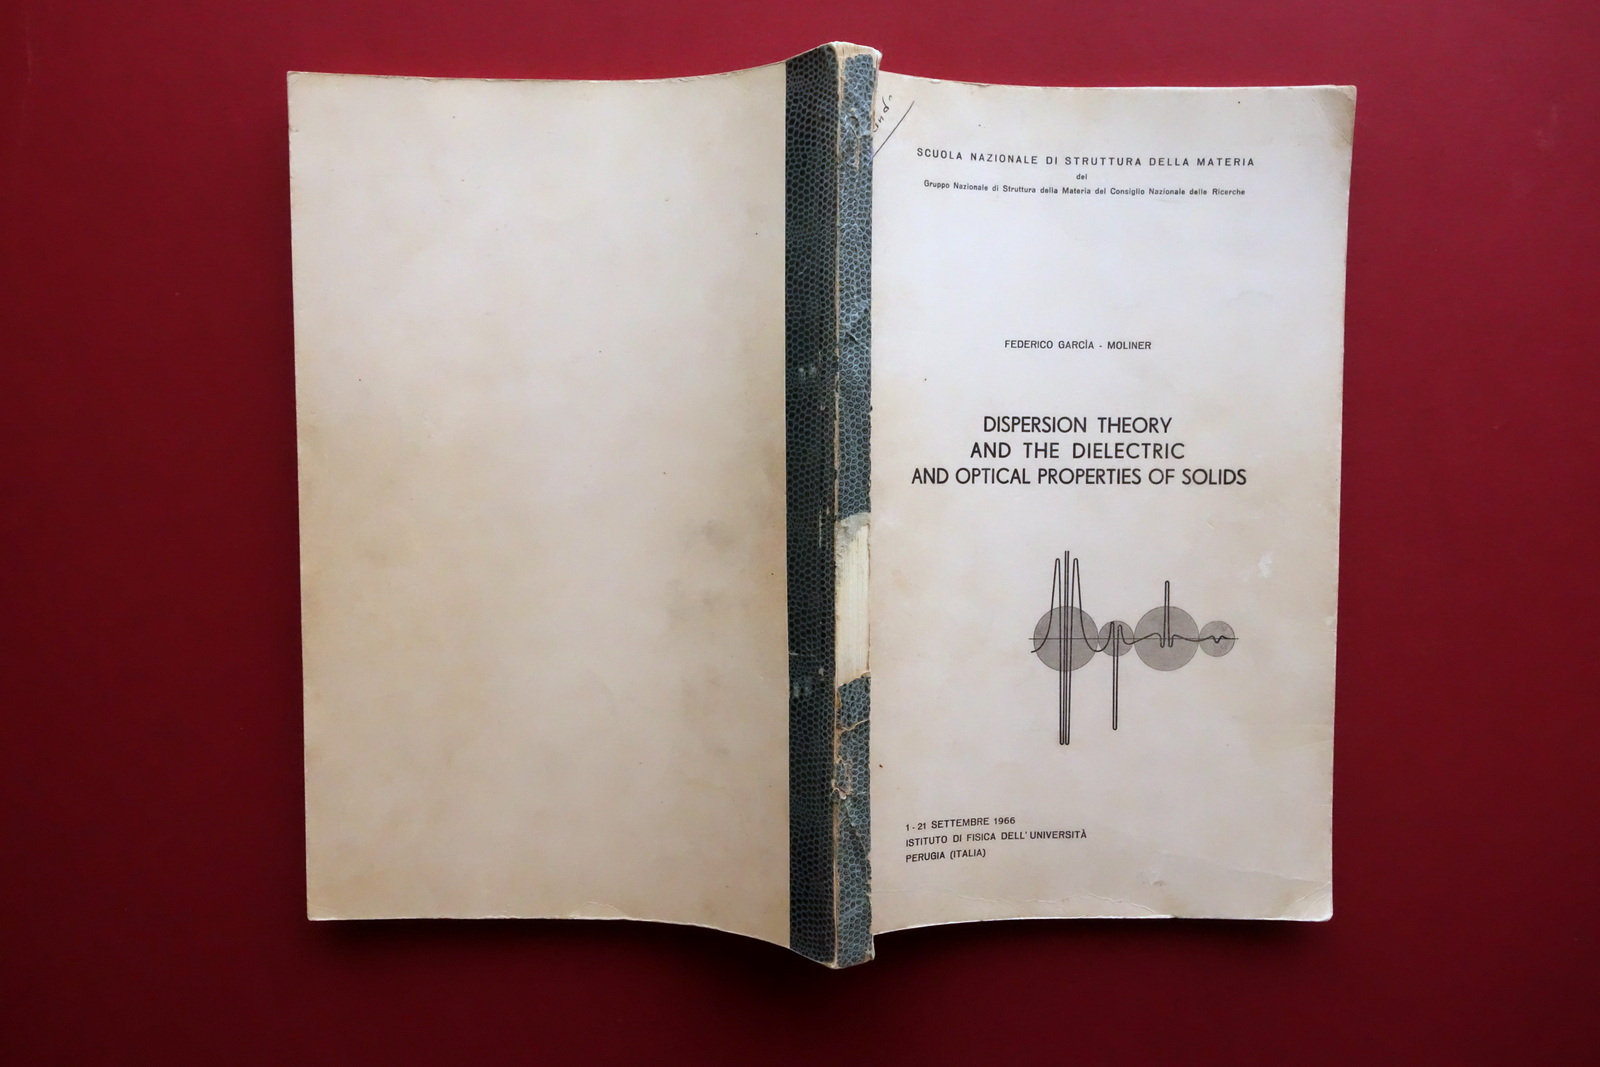 SCUOLA NAZIONALE DI STRUTTURA DELLA MATERIA
del
Gruppo Nazionale di Struttura della Materia del Consiglio Nazionale delle Ricerche
FEDERICO GARCÍA - MOLINER
DISPERSION THEORY
AND THE DIELECTRIC
AND OPTICAL PROPERTIES OF SOLIDS
1 - 21 SETTEMBRE 1966
ISTITUTO DI FISICA DELL'UNIVERSITÀ
PERUGIA (ITALIA)